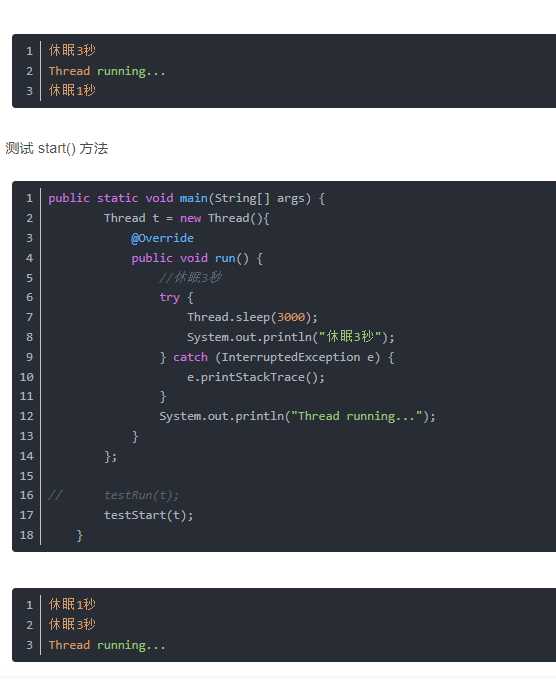 1 休眠3秒
2 Thread running...
3 休眠1秒
测试 start() 方法
1 public static void main(String[] args) {
2         Thread t = new Thread(){
3             @Override
4             public void run() {
5                 //休眠3秒
6                 try {
7                     Thread.sleep(3000);
8                     System.out.println("休眠3秒");
9                 } catch (InterruptedException e) {
10                     e.printStackTrace();
11                 }
12                 System.out.println("Thread running...");
13             }
14         };
15
16 //      testRun(t);
17         testStart(t);
18     }
1 休眠1秒
2 休眠3秒
3 Thread running...